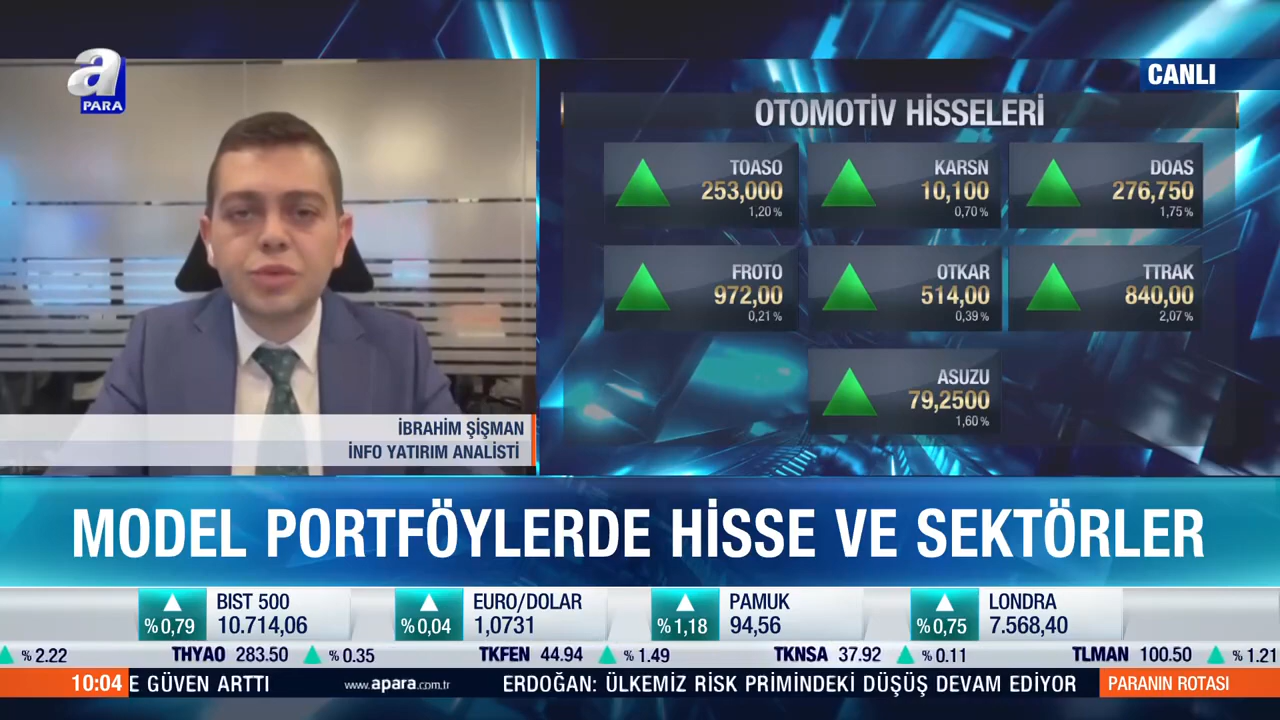 a
PARA
CANLI
OTOMOTİV HİSSELERİ
TOASO
253,000
1,20 %
KARSN
10,100
0,70 %
DOAS
276,750
1,75 %
FROTO
972,00
0,21 %
OTKAR
514,00
0,39 %
TTRAK
840,00
2,07 %
ASUZU
79,2500
1,60 %
İBRAHİM ŞİŞMAN
İNFO YATIRIM ANALİSTİ
MODEL PORTFÖYLERDE HİSSE VE SEKTÖRLER
% 0,79 BIST 500 10.714,06
% 0,04 EURO/DOLAR 1,0731
% 1,18 PAMUK 94,56
% 0,75 LONDRA 7.568,40
% 2.22 THYAO 283.50 % 0.35 TKFEN 44.94 % 1.49 TKNSA 37.92 % 0.11 TLMAN 100.50 % 1.21
10:04 E GÜVEN ARTTI www.apara.com.tr ERDOĞAN: ÜLKEMİZ RİSK PRİMİNDEKİ DÜŞÜŞ DEVAM EDİYOR PARANIN ROTASI